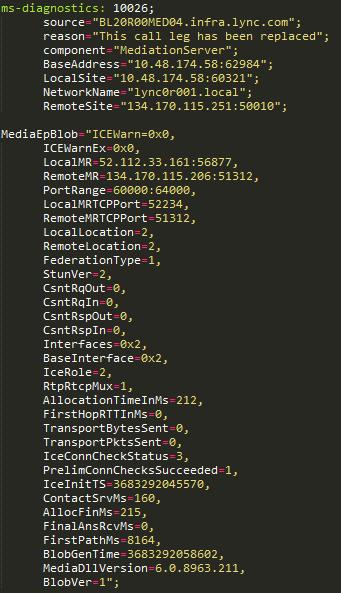 ms-diagnostics: 10026;
source="BL20R00MED04.infra.lync.com";
reason="This call leg has been replaced";
component="MediationServer";
BaseAddress="10.48.174.58:62984";
LocalSite="10.48.174.58:60321";
NetworkName="lync0r001.local";
RemoteSite="134.170.115.251:50010";
MediaEpBlob="ICEWarn=0x0,
ICEWarnEx=0x0,
LocalMR=52.112.33.161:56877,
RemoteMR=134.170.115.206:51312,
PortRange=60000:64000,
LocalMRTCPPort=52234,
RemoteMRTCPPort=51312,
LocalLocation=2,
RemoteLocation=2,
FederationType=1,
StunVer=2,
CsntRqOut=0,
CsntRqIn=0,
CsntRspOut=0,
CsntRspIn=0,
Interfaces=0x2,
BaseInterface=0x2,
IceRole=2,
RtpRtcpMux=1,
AllocationTimeInMs=212,
FirstHopRTTInMs=0,
TransportBytesSent=0,
TransportPktsSent=0,
IceConnCheckStatus=3,
PrelimConnChecksSucceeded=1,
IceInitTS=3683292045570,
ContactSrvMs=160,
AllocFinMs=215,
FinalAnsRcvMs=0,
FirstPathMs=8164,
BlobGenTime=3683292058602,
MediaDllVersion=6.0.8963.211,
BlobVer=1";